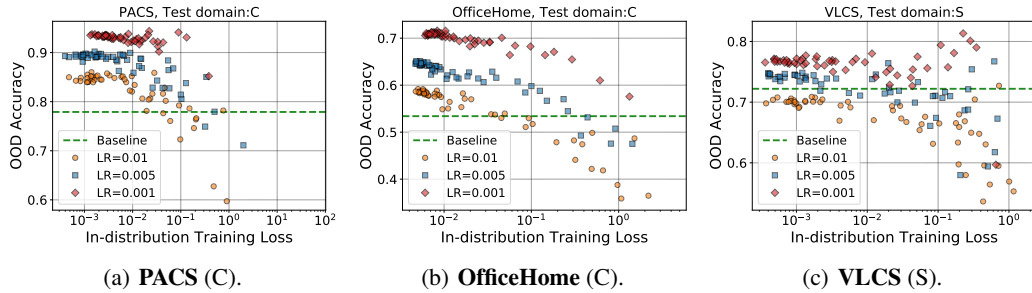 PACS, Test domain:C
OOD Accuracy
0.9
0.8
0.7
0.6
Baseline
LR=0.01
LR=0.005
LR=0.001
10⁻³ 10⁻² 10⁻¹ 10⁰ 10¹ 10²
In-distribution Training Loss
(a) PACS (C).
OfficeHome, Test domain:C
OOD Accuracy
0.7
0.6
0.5
0.4
Baseline
LR=0.01
LR=0.005
LR=0.001
10⁻² 10⁻¹ 10⁰
In-distribution Training Loss
(b) OfficeHome (C).
VLCS, Test domain:S
OOD Accuracy
0.8
0.7
0.6
Baseline
LR=0.01
LR=0.005
LR=0.001
10⁻³ 10⁻² 10⁻¹ 10⁰
In-distribution Training Loss
(c) VLCS (S).